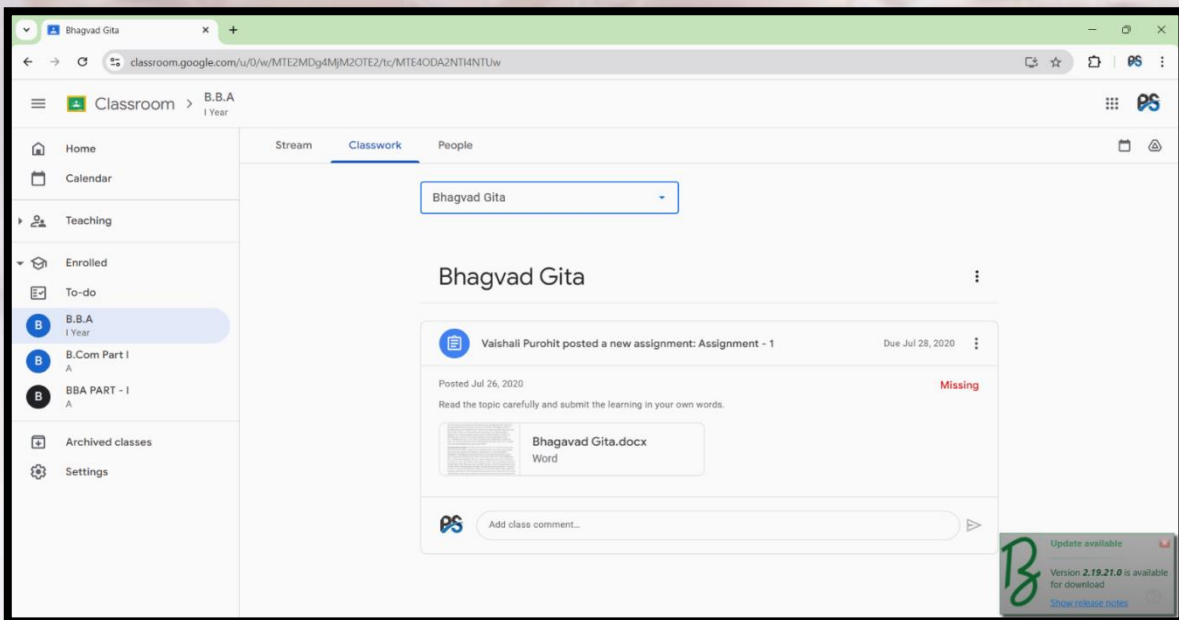 Bhagvad Gita
classroom.google.com/u/0/w/MTE2MDg4MjM2OTE2/tc/MTE4ODA2NTI4NTUw
PS
Classroom > B.B.A
I Year
PS
Home
Calendar
Teaching
Enrolled
To-do
B B.A
I Year
B B.Com Part I
A
B BBA PART - I
A
Archived classes
Settings
Stream Classwork People
Bhagvad Gita
Bhagvad Gita
Vaishali Purohit posted a new assignment: Assignment - 1 Due Jul 28, 2020
Posted Jul 26, 2020 Missing
Read the topic carefully and submit the learning in your own words.
Bhagavad Gita.docx
Word
PS Add class comment...
B Update available
Version 2.19.21.0 is available
for download
Show release notes